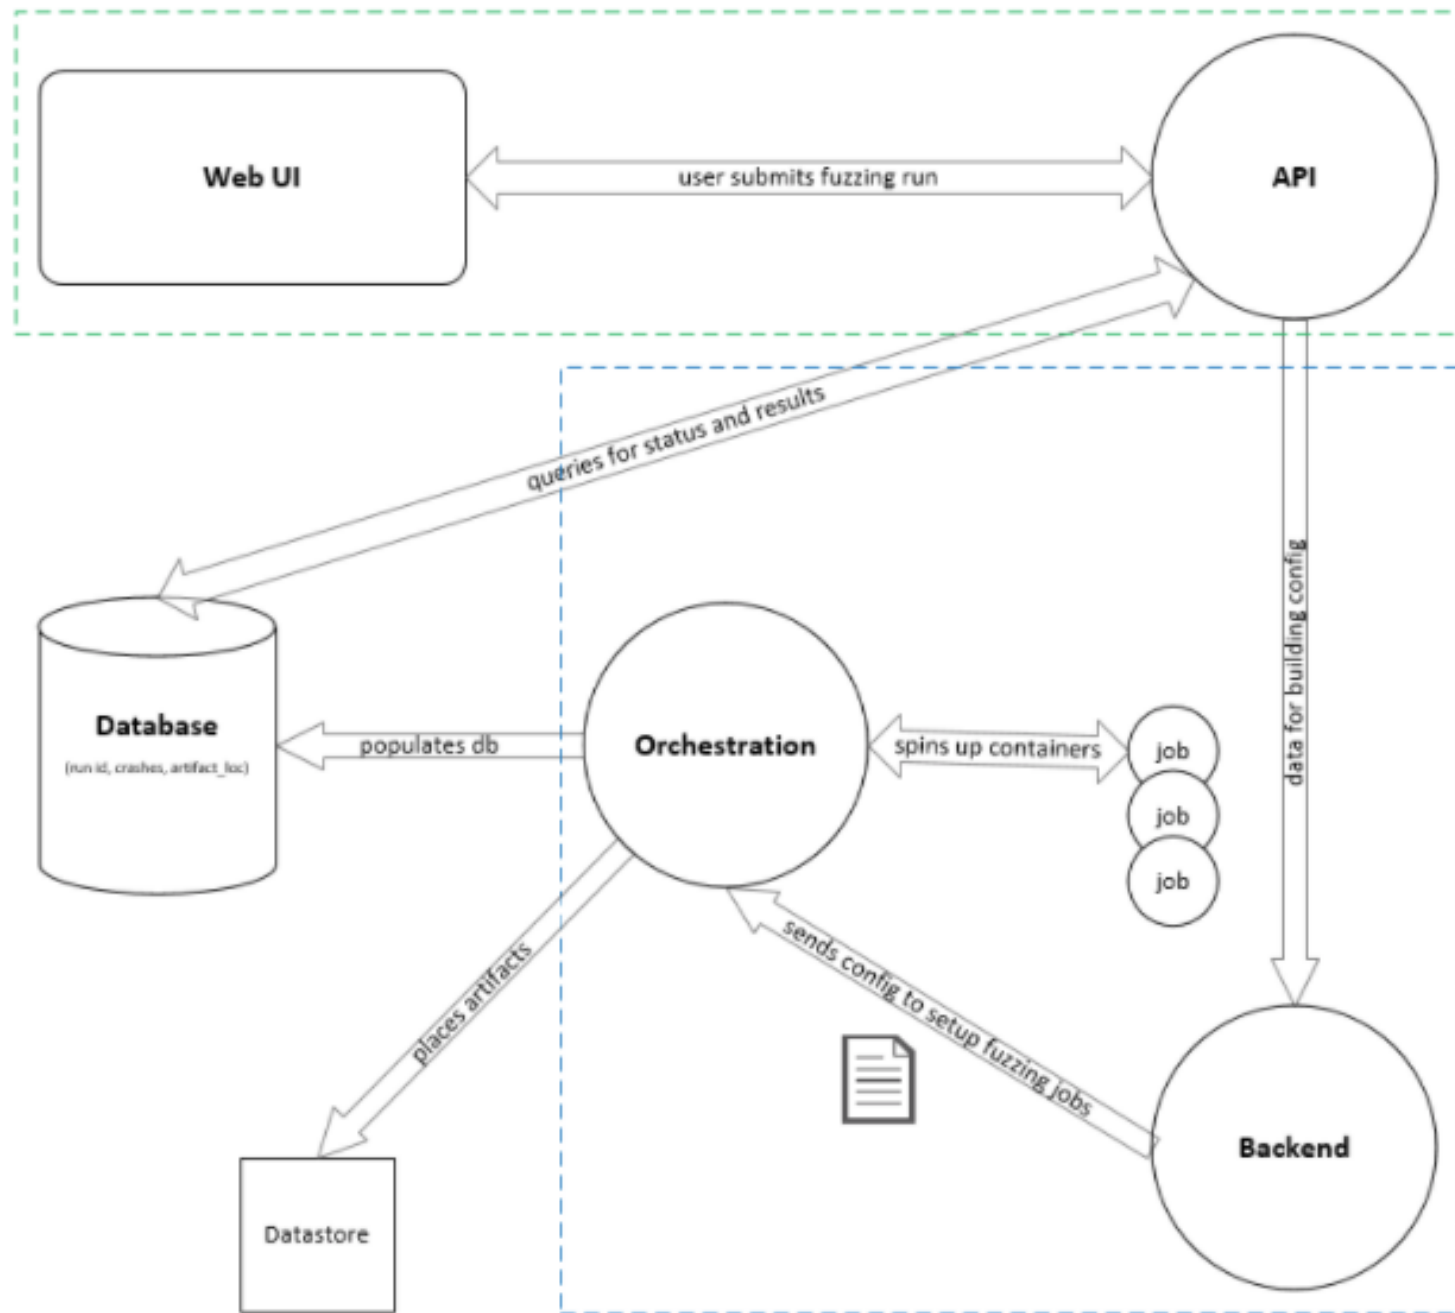 Web UI
user submits fuzzing run
API
queries for status and results
data for building config
Database
(run id, crashes, artifact_loc)
populates db
Orchestration
spins up containers
job
job
job
places artifacts
sends config to setup fuzzing jobs
Backend
Datastore